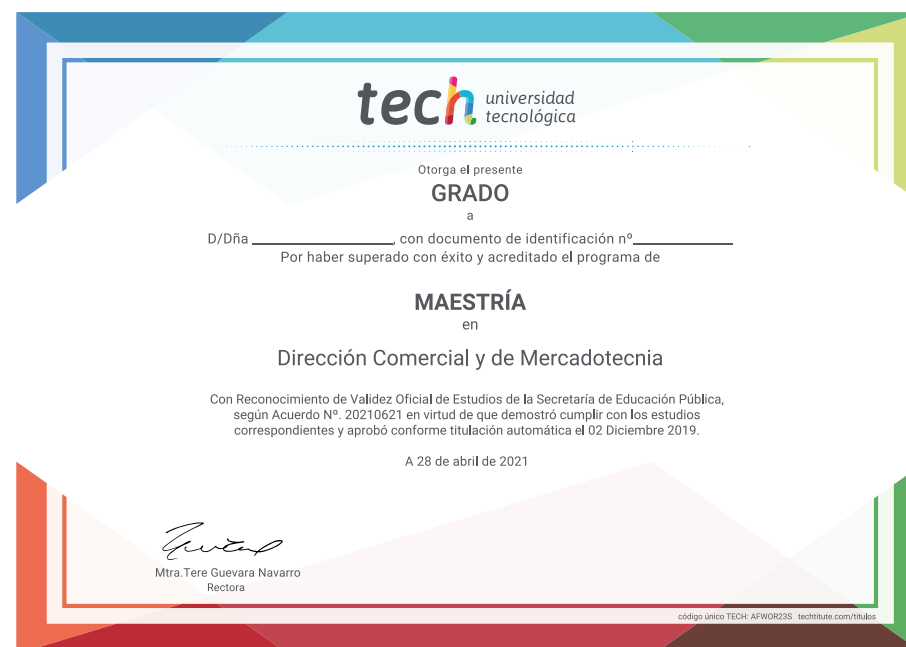 tech universidad
tecnológica
Otorga el presente
GRADO
a
D/Dña ________________, con documento de identificación nº___________
Por haber superado con éxito y acreditado el programa de
MAESTRÍA
en
Dirección Comercial y de Mercadotecnia
Con Reconocimiento de Validez Oficial de Estudios de la Secretaría de Educación Pública,
según Acuerdo Nº. 20210621 en virtud de que demostró cumplir con los estudios
correspondientes y aprobó conforme titulación automática el 02 Diciembre 2019.
A 28 de abril de 2021
Mtra.Tere Guevara Navarro
Rectora
código único TECH: AFWOR23S techtitute.com/titulos